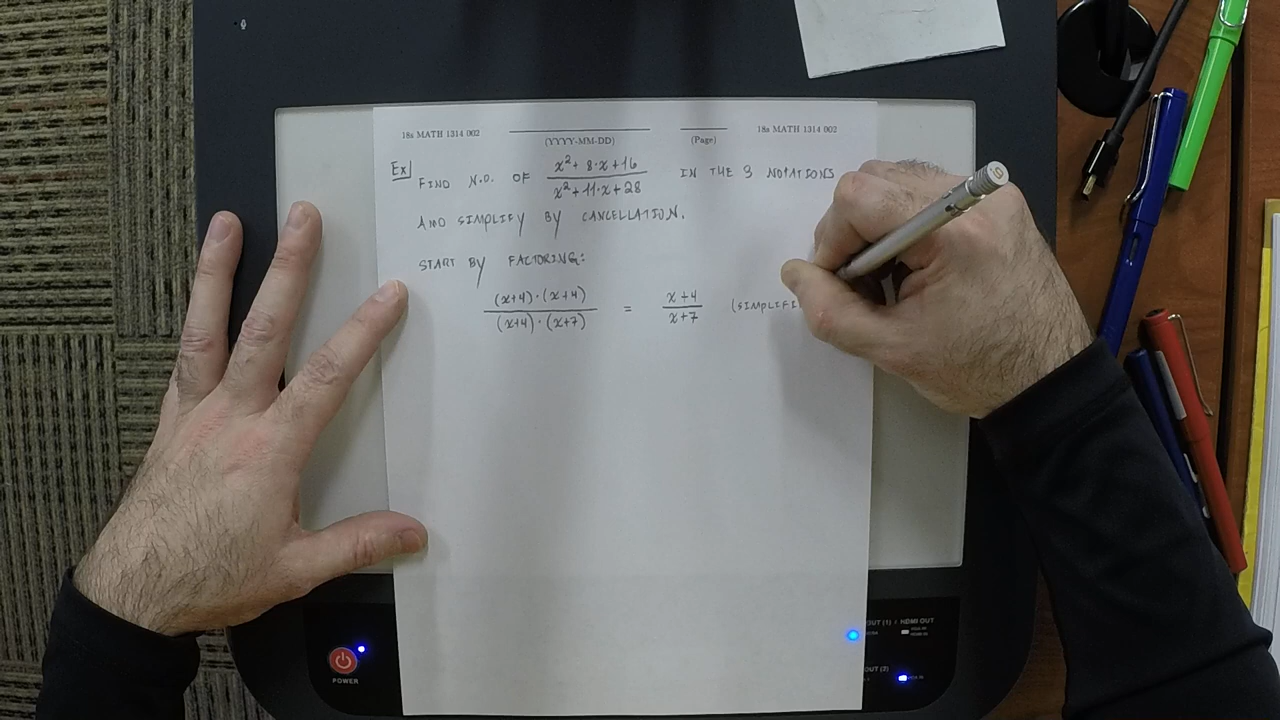 18s MATH 1314 002 (YYYY-MM-DD) (Page) 18s MATH 1314 002
Ex] FIND N.D. OF (x²+8·x+16)/(x²+11·x+28) IN THE 3 NOTATIONS
AND SIMPLIFY BY CANCELLATION.
START BY FACTORING:
((x+4)·(x+4))/((x+4)·(x+7)) = (x+4)/(x+7) (SIMPLIFI
POWER